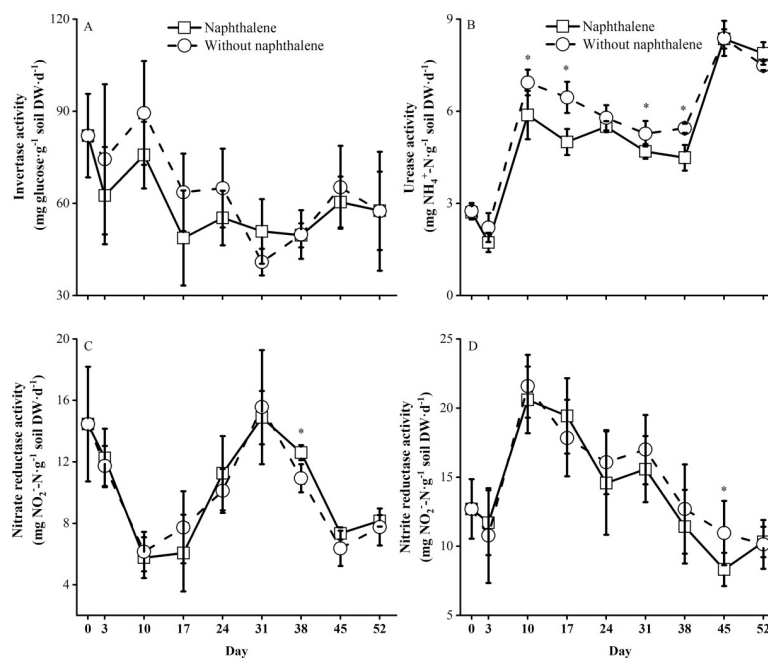 A
Naphthalene
Without naphthalene
Invertase activity
(mg glucose·g⁻¹ soil DW·d⁻¹)
120
90
60
30
B
Naphthalene
Without naphthalene
Urease activity
(mg NH₄⁺-N·g⁻¹ soil DW·d⁻¹)
9
6
3
0
*
*
*
*
C
Nitrate reductase activity
(mg NO₂⁻-N·g⁻¹ soil DW·d⁻¹)
20
16
12
8
4
*
0 3 10 17 24 31 38 45 52
Day
D
Nitrite reductase activity
(mg NO₂⁻-N·g⁻¹ soil DW·d⁻¹)
25
20
15
10
5
*
0 3 10 17 24 31 38 45 52
Day